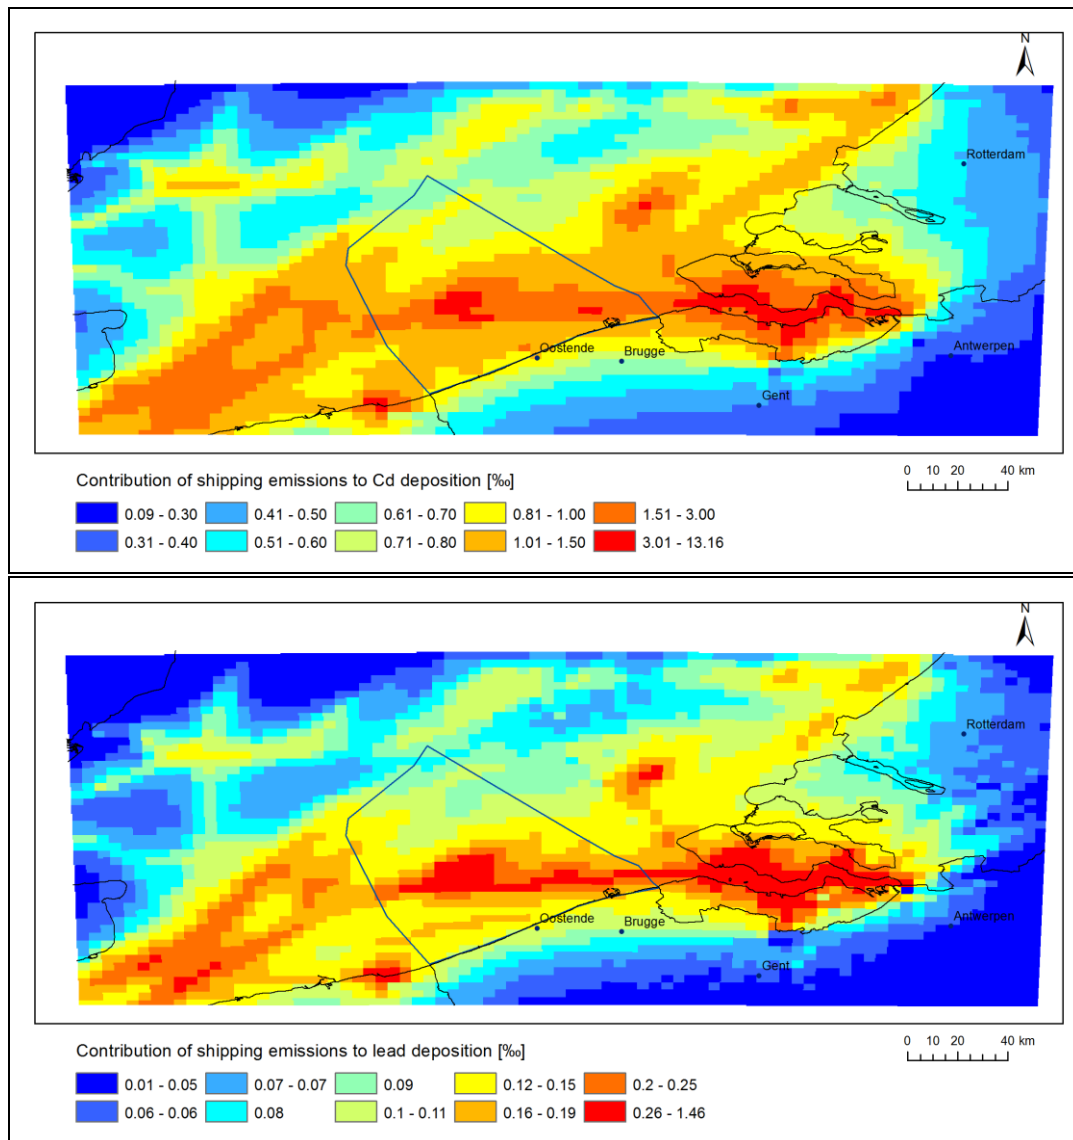 N
Rotterdam
Antwerpen
Oostende
Brugge
Gent
Contribution of shipping emissions to Cd deposition [‰]
0 10 20 40 km
0.09 - 0.30 0.41 - 0.50 0.61 - 0.70 0.81 - 1.00 1.51 - 3.00
0.31 - 0.40 0.51 - 0.60 0.71 - 0.80 1.01 - 1.50 3.01 - 13.16
N
Rotterdam
Antwerpen
Oostende
Brugge
Gent
Contribution of shipping emissions to lead deposition [‰]
0 10 20 40 km
0.01 - 0.05 0.07 - 0.07 0.09 0.12 - 0.15 0.2 - 0.25
0.06 - 0.06 0.08 0.1 - 0.11 0.16 - 0.19 0.26 - 1.46